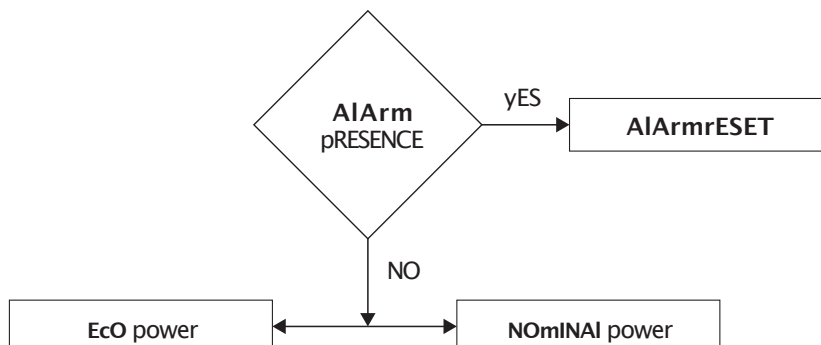 AlArm
pRESENCE
yES
AlArmrESET
NO
EcO power
NOmINAl power